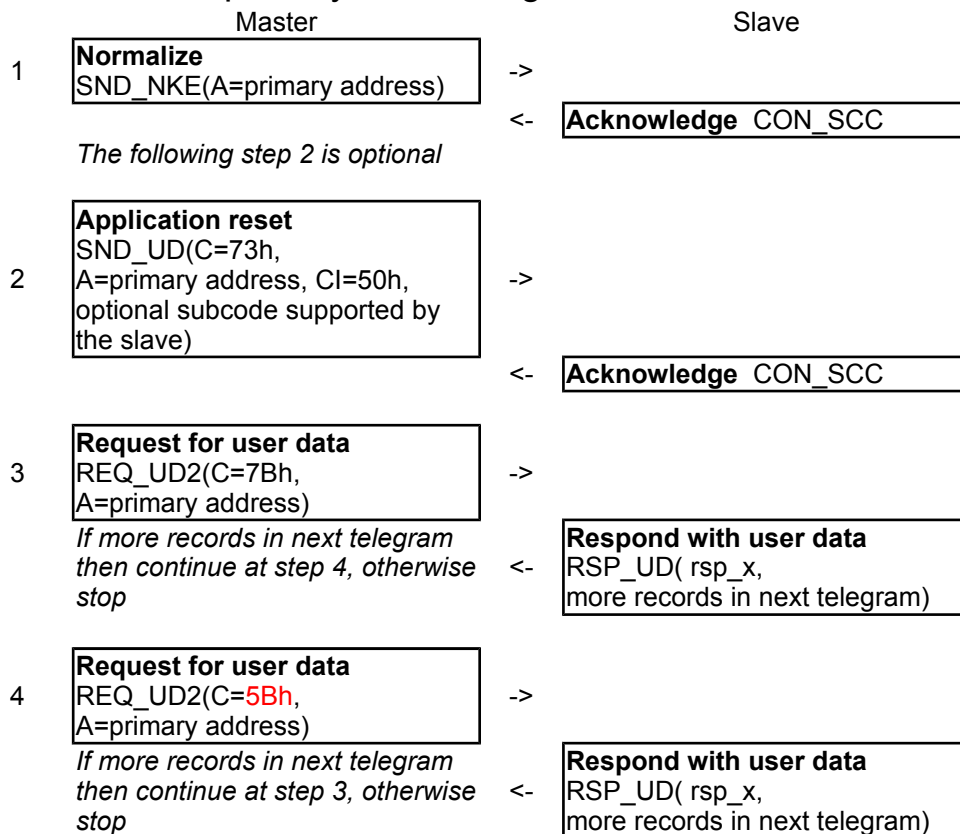 Master Slave
1 Normalize
SND_NKE(A=primary address) ->
<- Acknowledge CON_SCC
The following step 2 is optional
Application reset
SND_UD(C=73h,
2 A=primary address, CI=50h, ->
optional subcode supported by
the slave)
<- Acknowledge CON_SCC
Request for user data
3 REQ_UD2(C=7Bh, ->
A=primary address)
If more records in next telegram Respond with user data
then continue at step 4, otherwise <- RSP_UD( rsp_x,
stop more records in next telegram)
Request for user data
4 REQ_UD2(C=5Bh, ->
A=primary address)
If more records in next telegram Respond with user data
then continue at step 3, otherwise <- RSP_UD( rsp_x,
stop more records in next telegram)